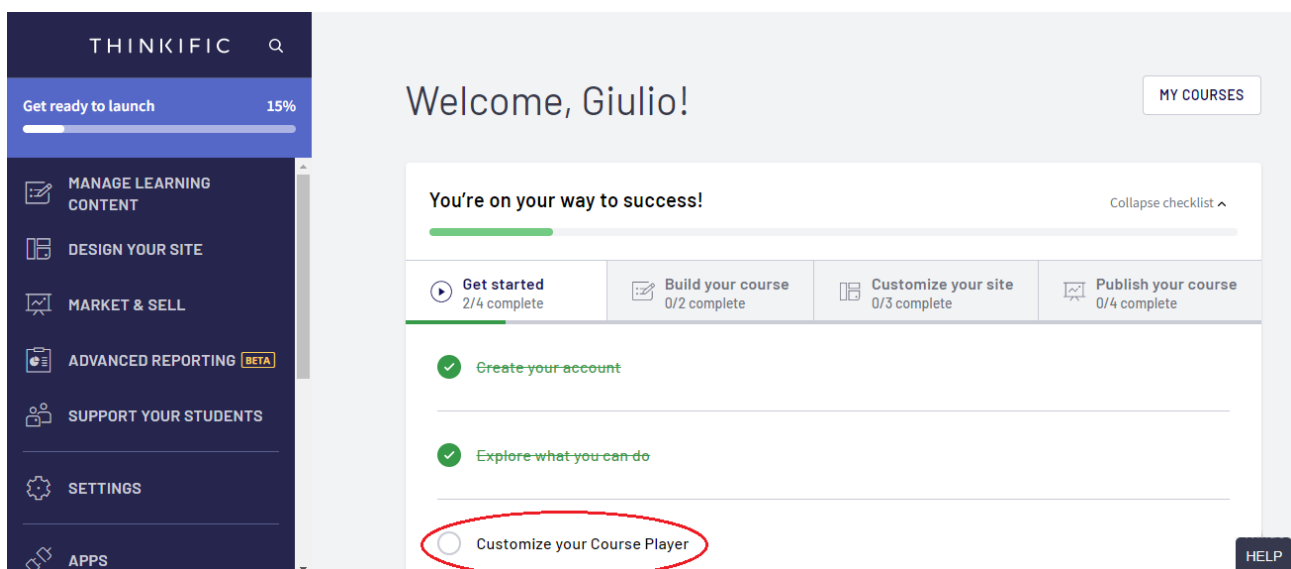 THINKIFIC
Get ready to launch 15%
MANAGE LEARNING
CONTENT
DESIGN YOUR SITE
MARKET & SELL
ADVANCED REPORTING BETA
SUPPORT YOUR STUDENTS
SETTINGS
APPS
Welcome, Giulio!
MY COURSES
You're on your way to success!
Collapse checklist
Get started
2/4 complete
Build your course
0/2 complete
Customize your site
0/3 complete
Publish your course
0/4 complete
Create your account
Explore what you can do
Customize your Course Player
HELP